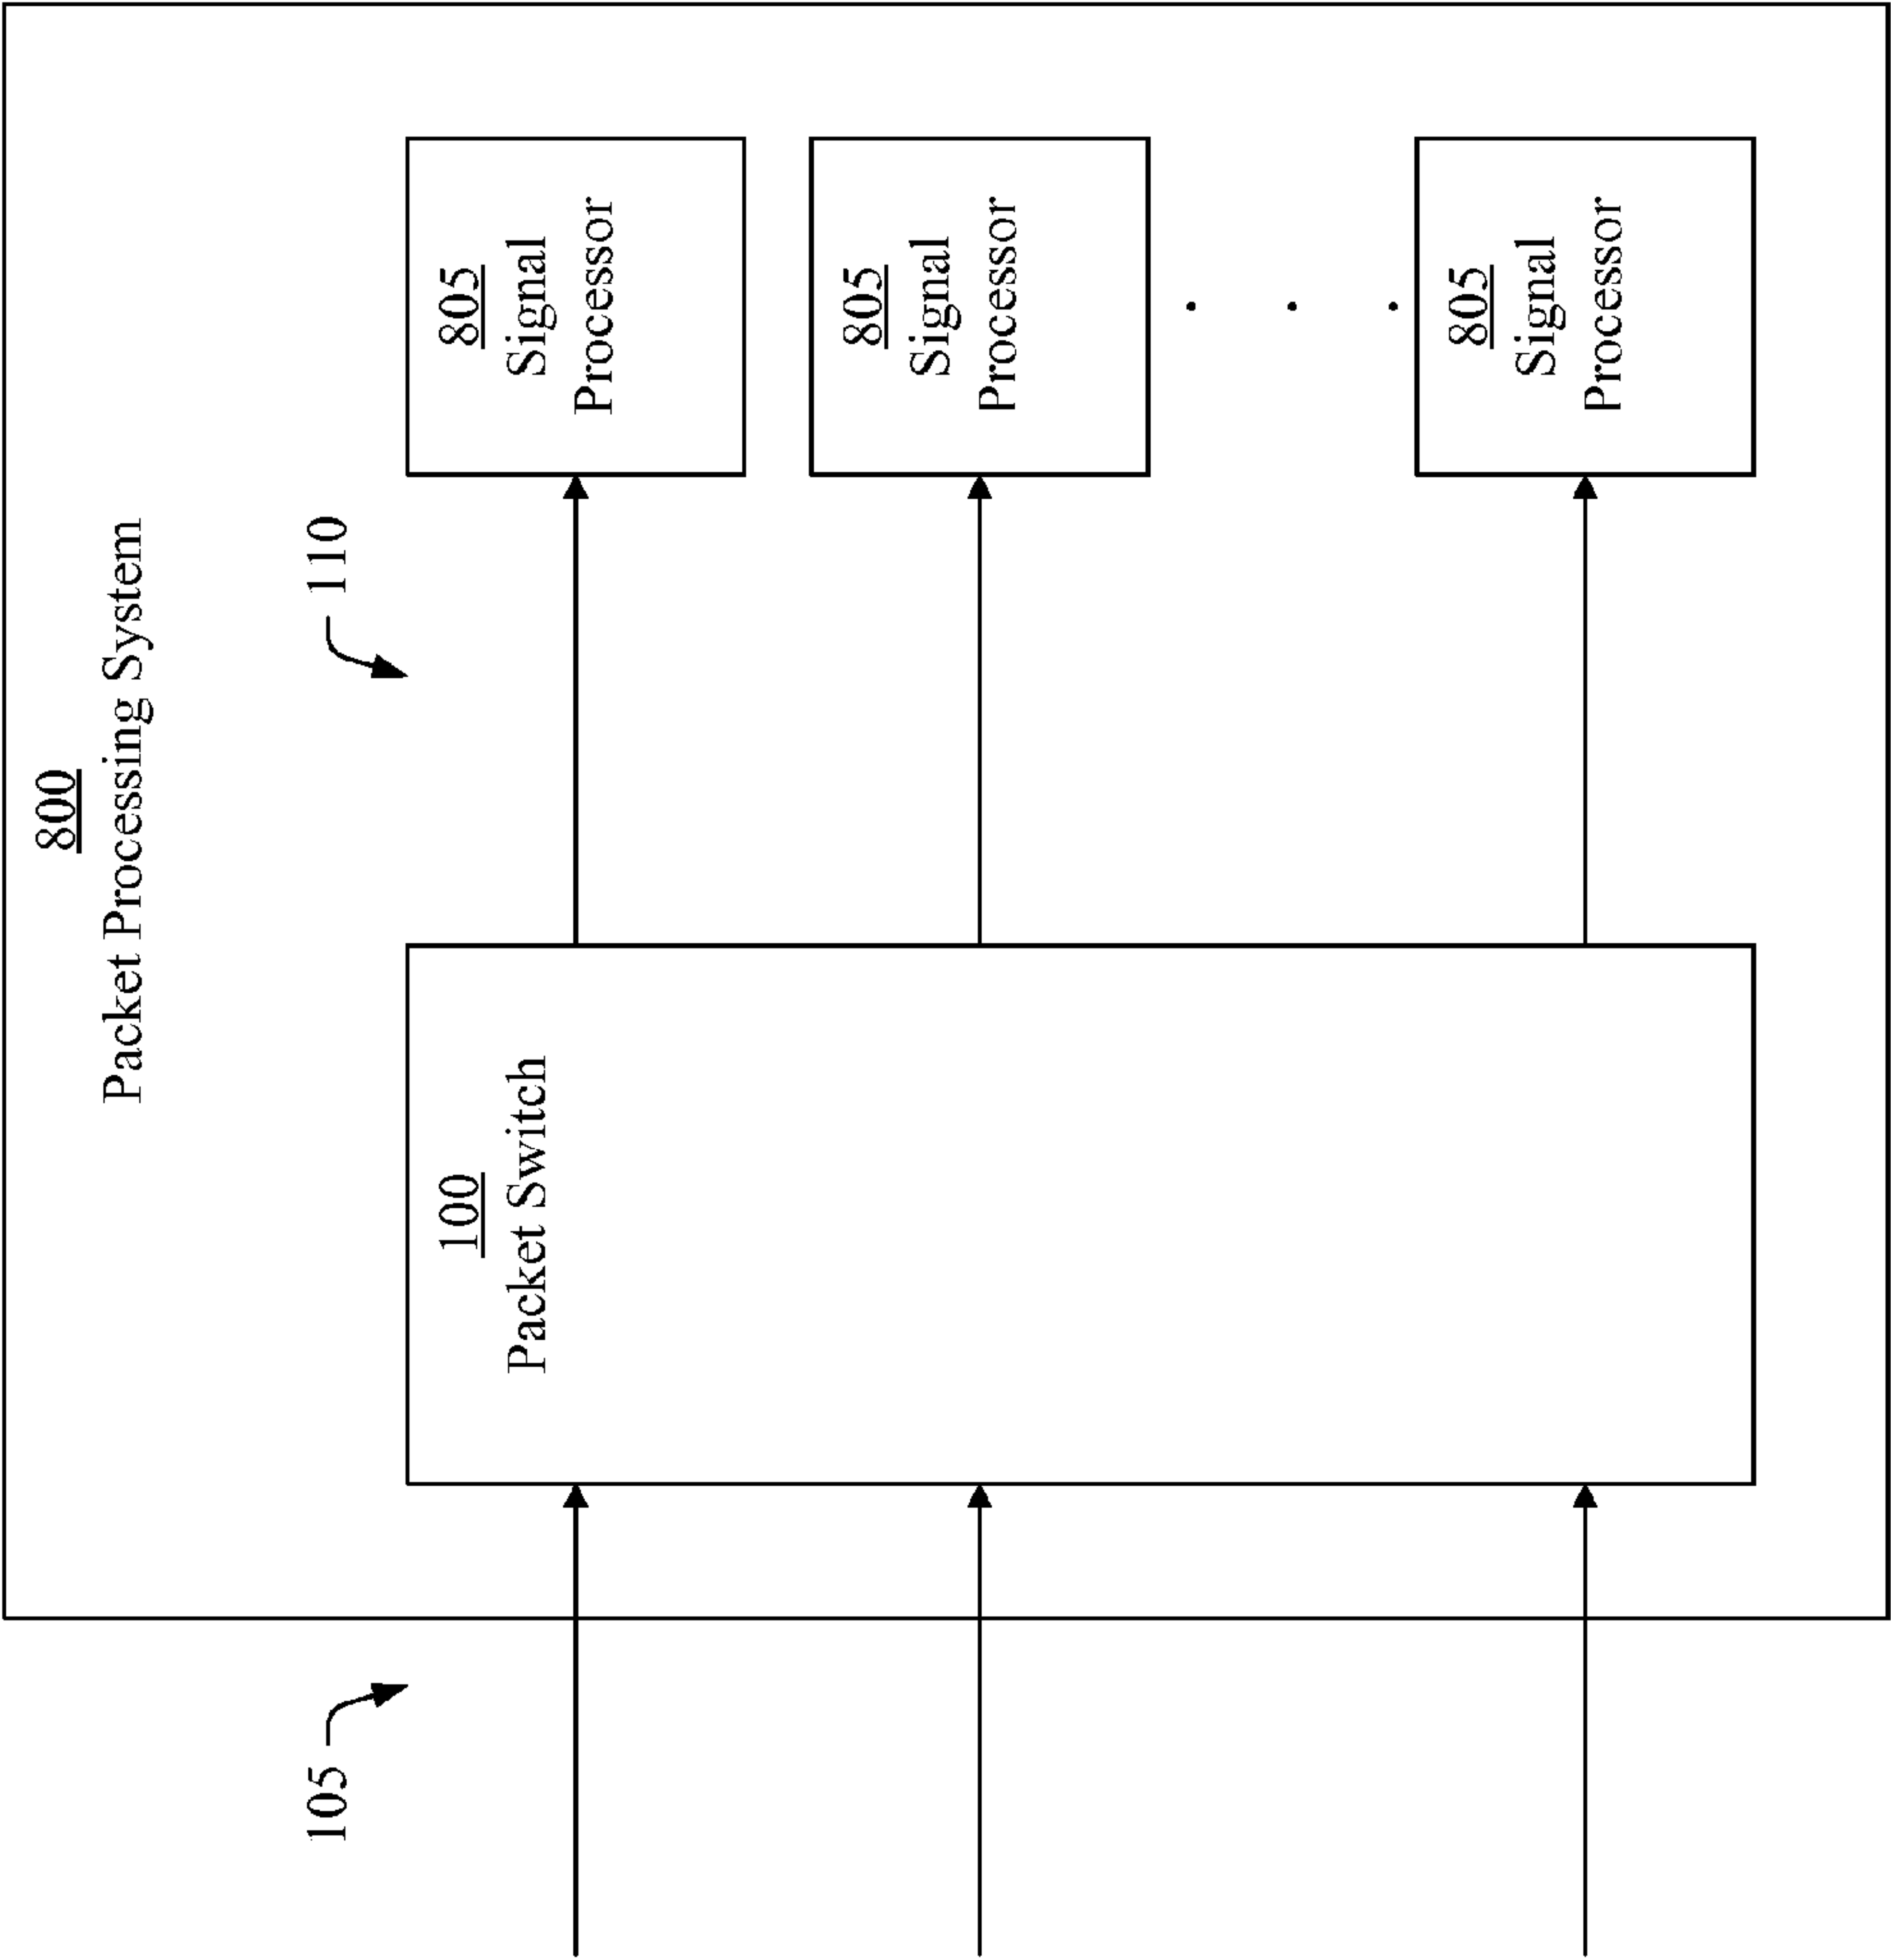 800
Packet Processing System
105
100
Packet Switch
110
805
Signal
Processor
805
Signal
Processor
. . .
805
Signal
Processor